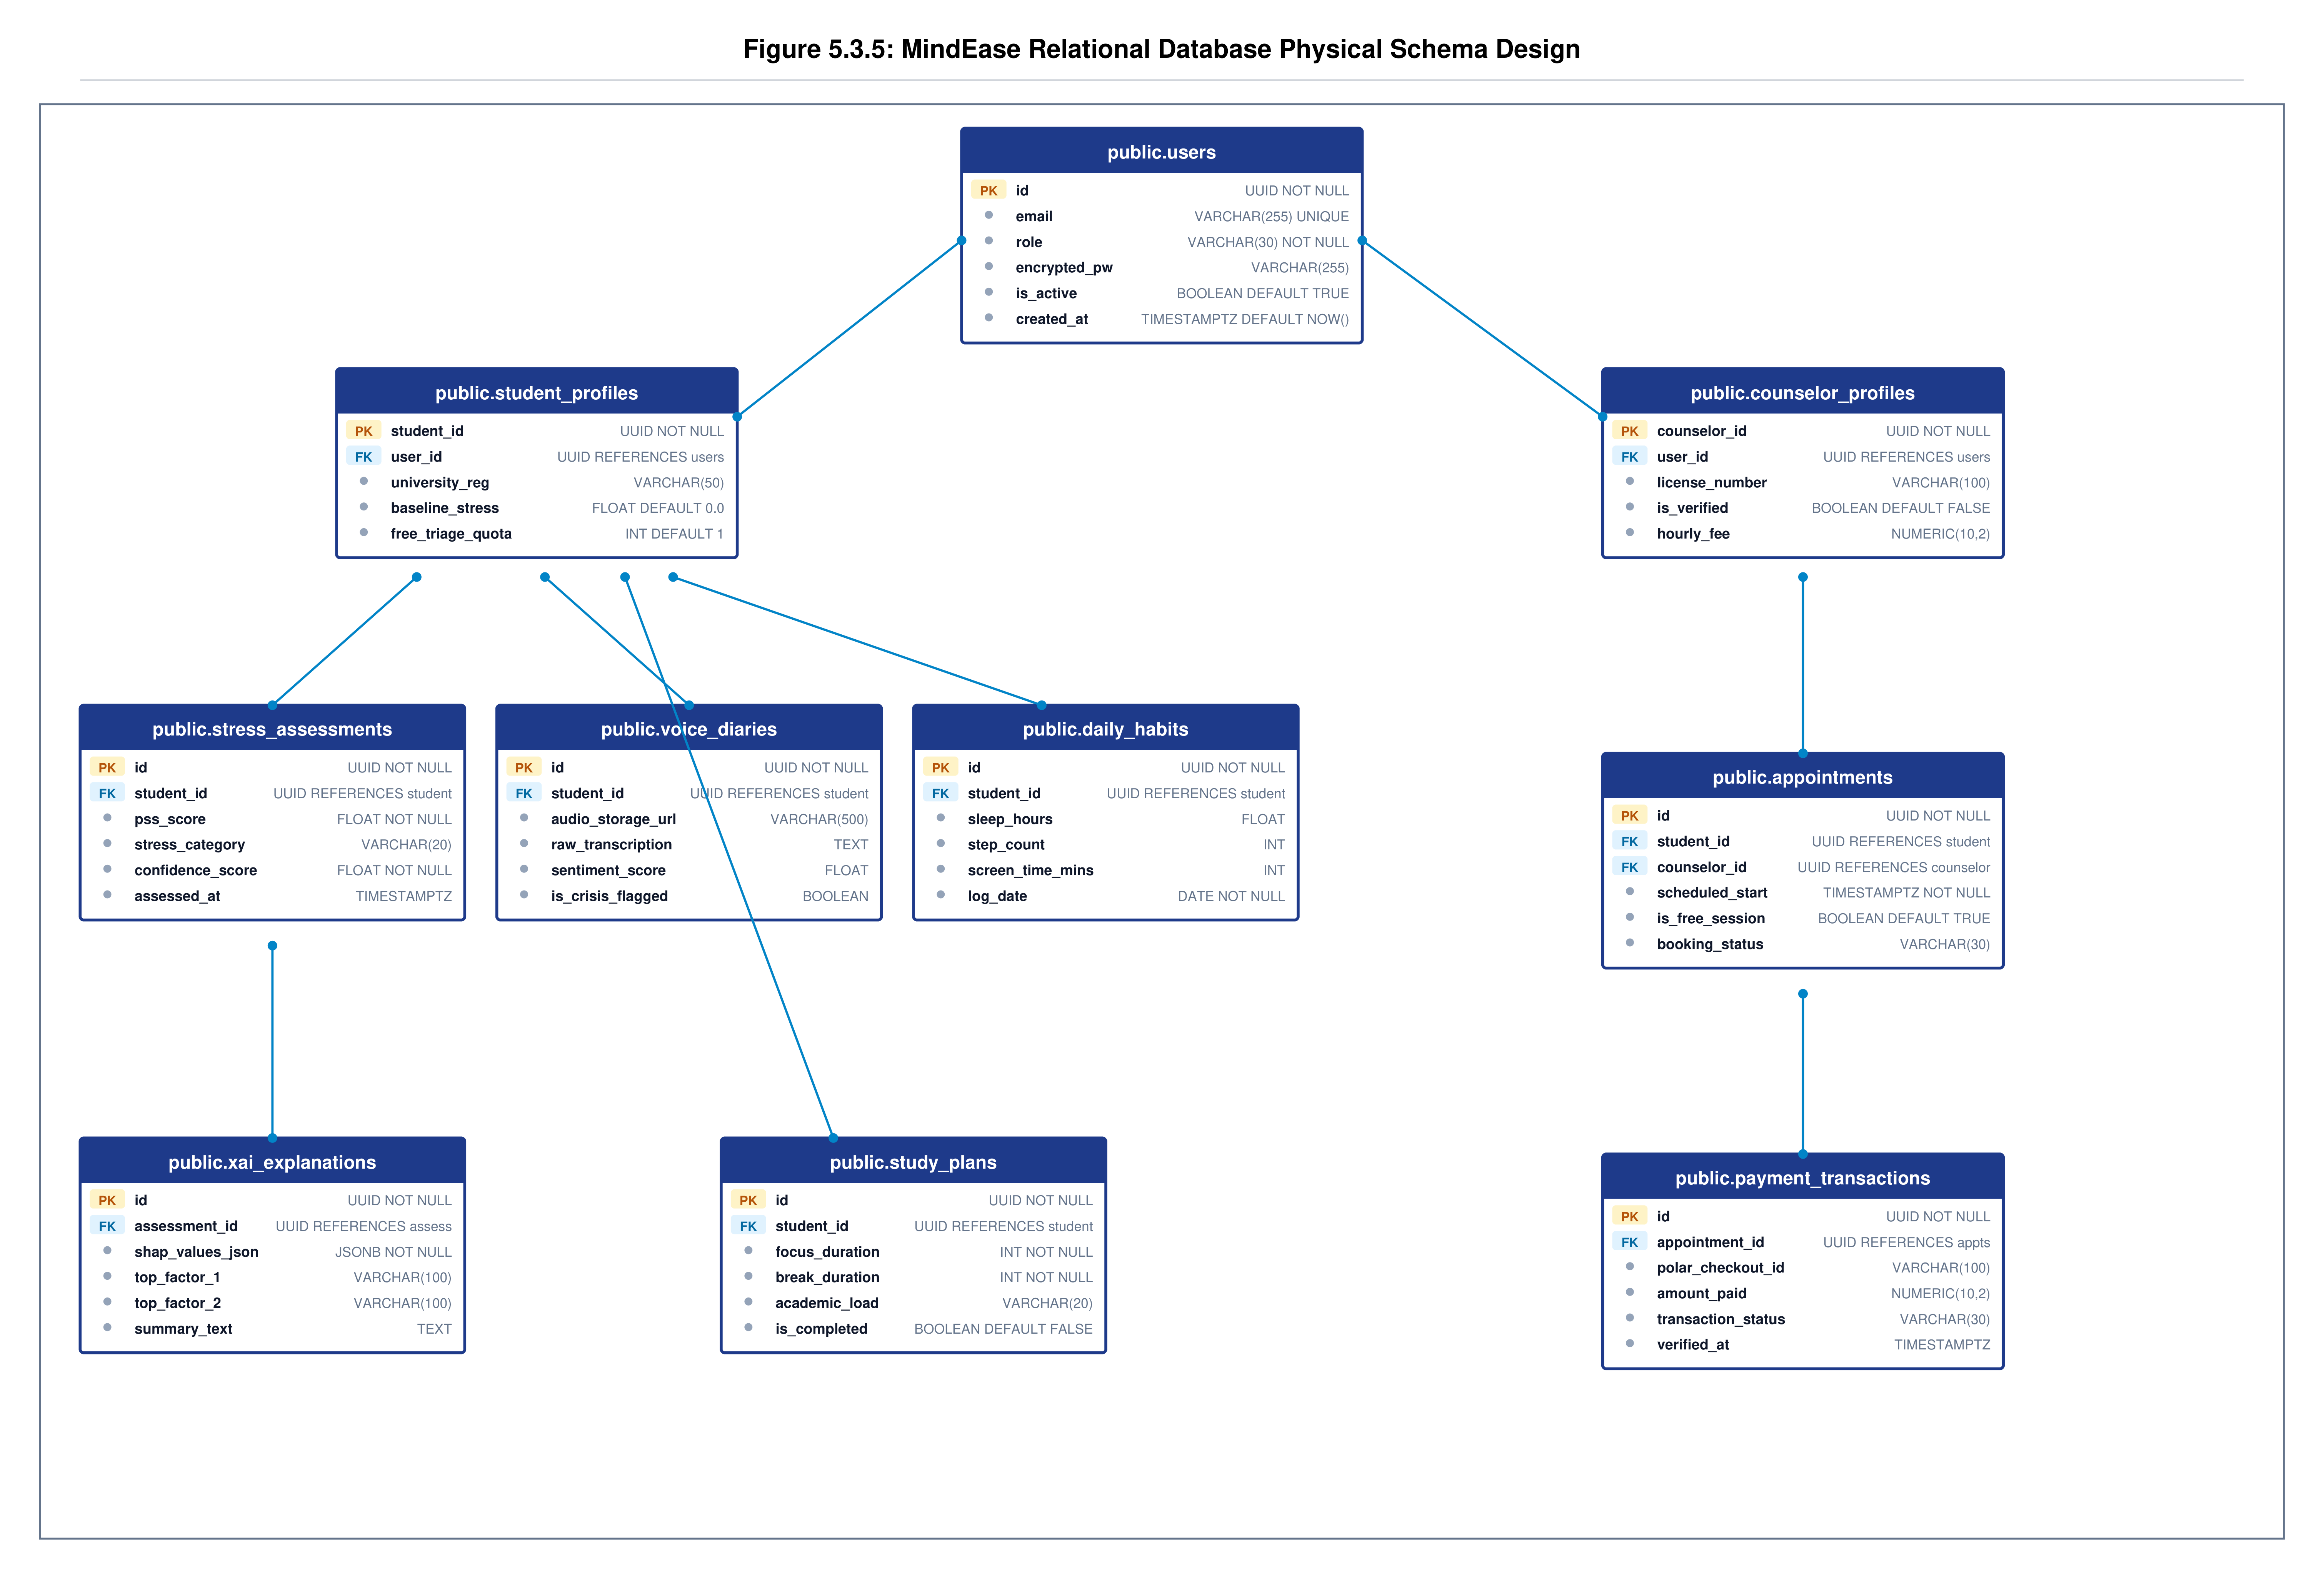 Figure 5.3.5: MindEase Relational Database Physical Schema Design
public.users
PK id UUID NOT NULL
email VARCHAR(255) UNIQUE
role VARCHAR(30) NOT NULL
encrypted_pw VARCHAR(255)
is_active BOOLEAN DEFAULT TRUE
created_at TIMESTAMPTZ DEFAULT NOW()
public.student_profiles
PK student_id UUID NOT NULL
FK user_id UUID REFERENCES users
university_reg VARCHAR(50)
baseline_stress FLOAT DEFAULT 0.0
free_triage_quota INT DEFAULT 1
public.counselor_profiles
PK counselor_id UUID NOT NULL
FK user_id UUID REFERENCES users
license_number VARCHAR(100)
is_verified BOOLEAN DEFAULT FALSE
hourly_fee NUMERIC(10,2)
public.stress_assessments
PK id UUID NOT NULL
FK student_id UUID REFERENCES student
pss_score FLOAT NOT NULL
stress_category VARCHAR(20)
confidence_score FLOAT NOT NULL
assessed_at TIMESTAMPTZ
public.voice_diaries
PK id UUID NOT NULL
FK student_id UUID REFERENCES student
audio_storage_url VARCHAR(500)
raw_transcription TEXT
sentiment_score FLOAT
is_crisis_flagged BOOLEAN
public.daily_habits
PK id UUID NOT NULL
FK student_id UUID REFERENCES student
sleep_hours FLOAT
step_count INT
screen_time_mins INT
log_date DATE NOT NULL
public.appointments
PK id UUID NOT NULL
FK student_id UUID REFERENCES student
FK counselor_id UUID REFERENCES counselor
scheduled_start TIMESTAMPTZ NOT NULL
is_free_session BOOLEAN DEFAULT TRUE
booking_status VARCHAR(30)
public.xai_explanations
PK id UUID NOT NULL
FK assessment_id UUID REFERENCES assess
shap_values_json JSONB NOT NULL
top_factor_1 VARCHAR(100)
top_factor_2 VARCHAR(100)
summary_text TEXT
public.study_plans
PK id UUID NOT NULL
FK student_id UUID REFERENCES student
focus_duration INT NOT NULL
break_duration INT NOT NULL
academic_load VARCHAR(20)
is_completed BOOLEAN DEFAULT FALSE
public.payment_transactions
PK id UUID NOT NULL
FK appointment_id UUID REFERENCES appts
polar_checkout_id VARCHAR(100)
amount_paid NUMERIC(10,2)
transaction_status VARCHAR(30)
verified_at TIMESTAMPTZ